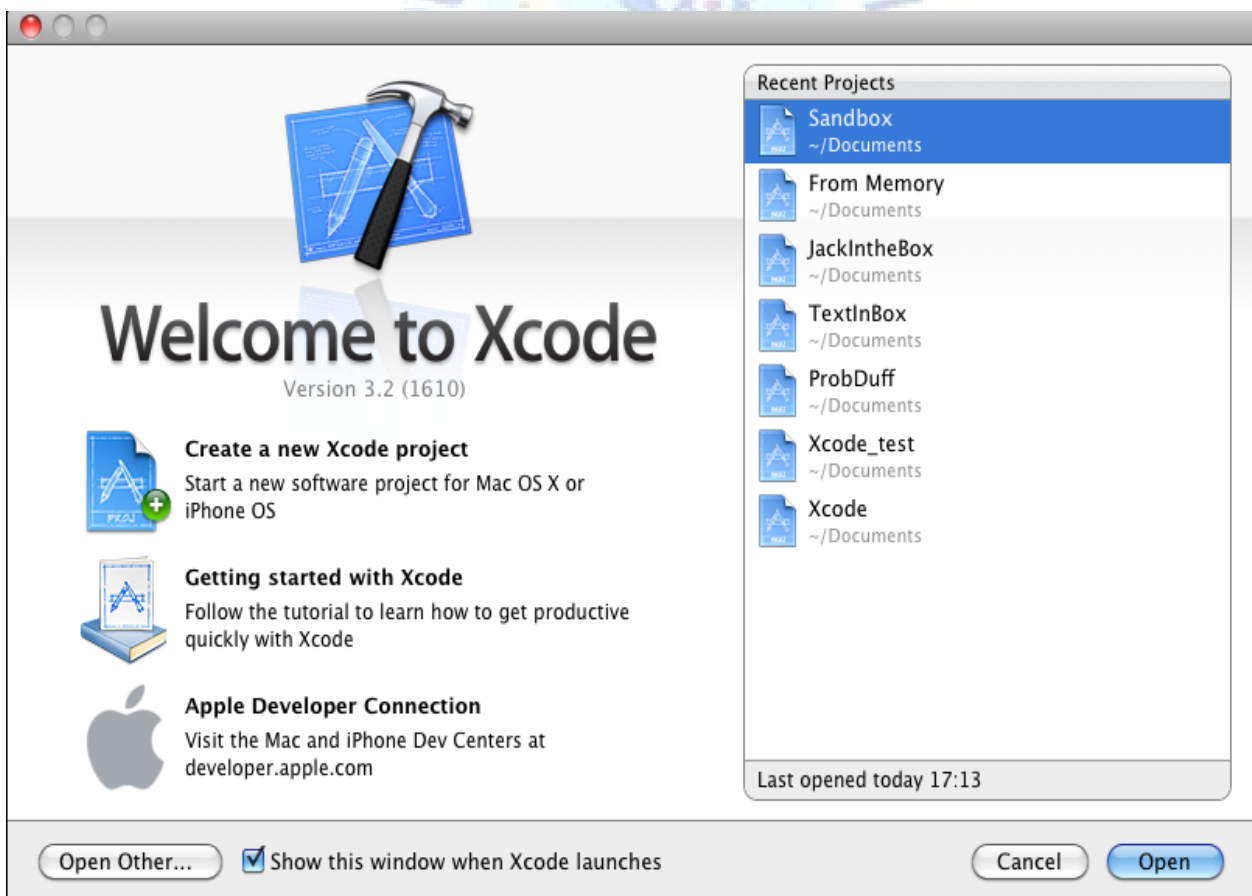 Welcome to Xcode
Version 3.2 (1610)
Create a new Xcode project
Start a new software project for Mac OS X or
iPhone OS
PROJ
Getting started with Xcode
Follow the tutorial to learn how to get productive
quickly with Xcode
Apple Developer Connection
Visit the Mac and iPhone Dev Centers at
developer.apple.com
Recent Projects
Sandbox
~/Documents
From Memory
~/Documents
JackIntheBox
~/Documents
TextInBox
~/Documents
ProbDuff
~/Documents
Xcode_test
~/Documents
Xcode
~/Documents
Last opened today 17:13
Open Other...
Show this window when Xcode launches
Cancel
Open